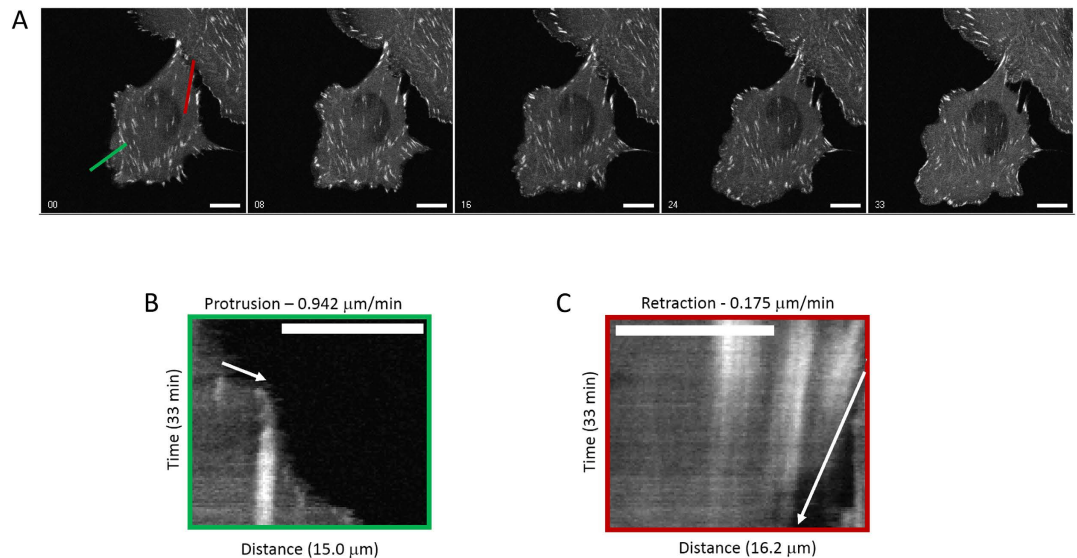 A
00
08
16
24
33
B
Protrusion – 0.942 μm/min
Time (33 min)
Distance (15.0 μm)
C
Retraction - 0.175 μm/min
Time (33 min)
Distance (16.2 μm)